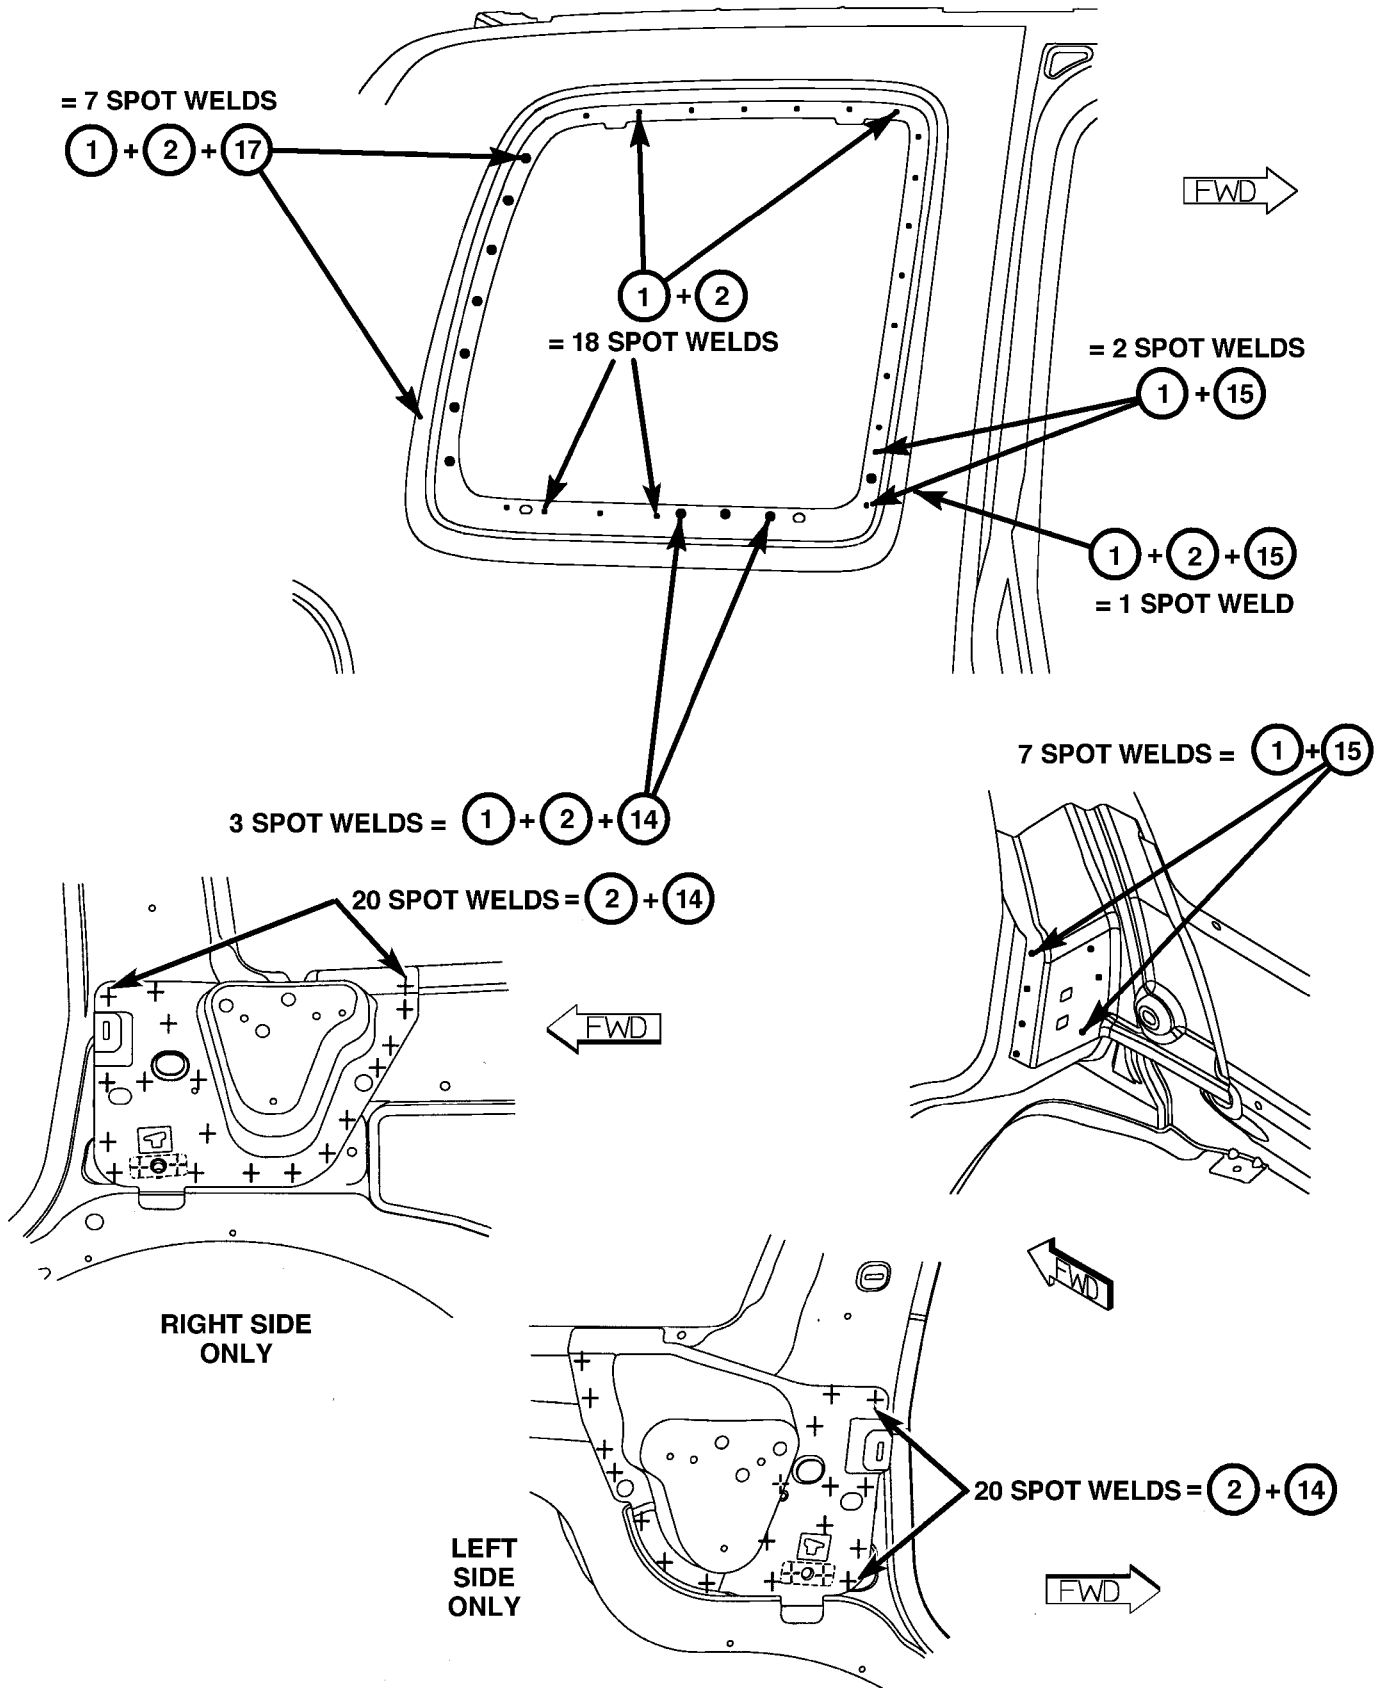 = 7 SPOT WELDS
1 + 2 + 17
FWD
1 + 2
= 18 SPOT WELDS
= 2 SPOT WELDS
1 + 15
1 + 2 + 15
= 1 SPOT WELD
7 SPOT WELDS = 1 + 15
3 SPOT WELDS = 1 + 2 + 14
20 SPOT WELDS = 2 + 14
FWD
RIGHT SIDE
ONLY
FWD
20 SPOT WELDS = 2 + 14
LEFT
SIDE
ONLY
FWD